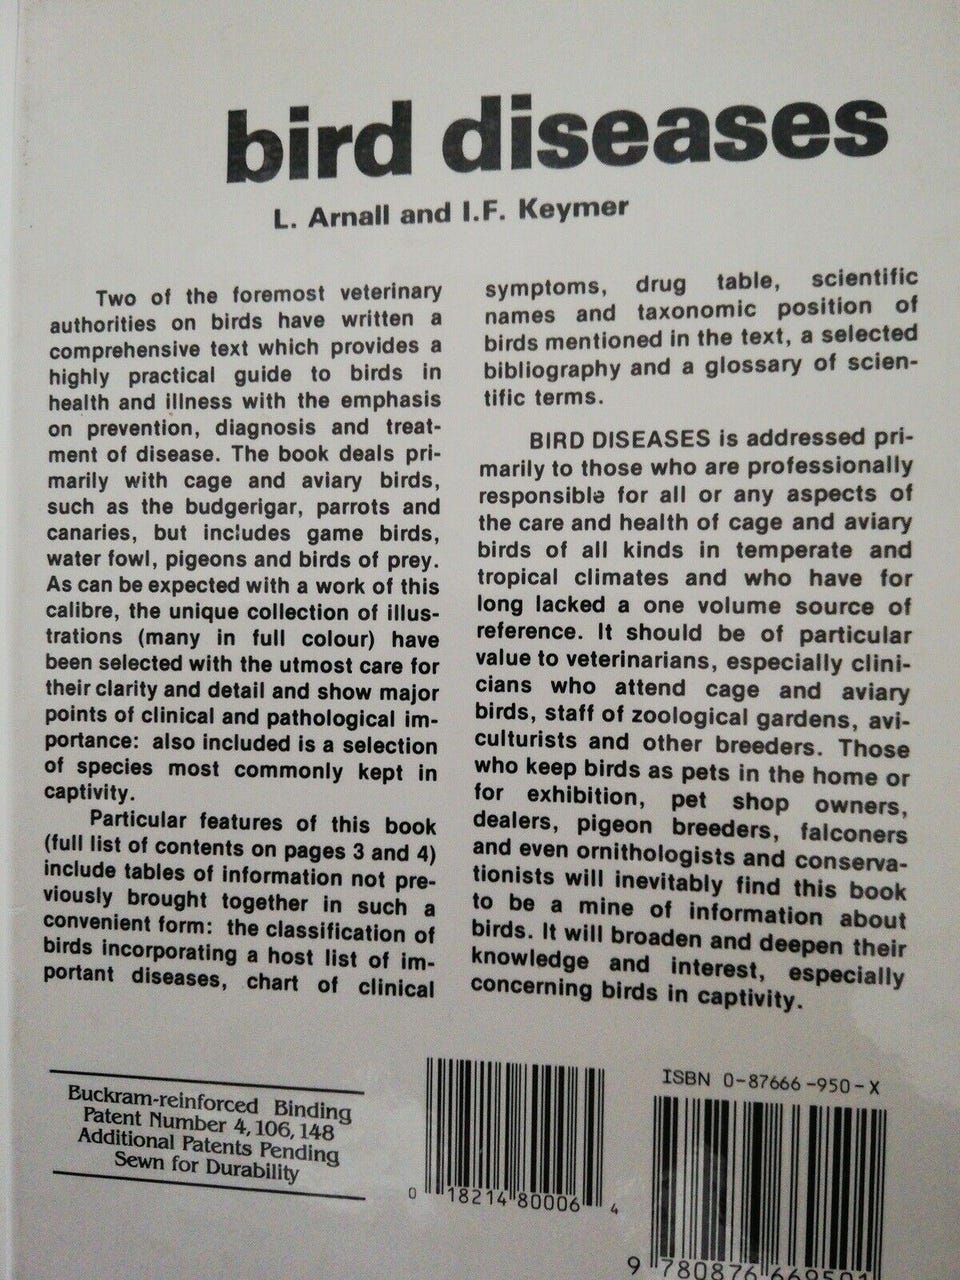 bird diseases
L. Arnall and I.F. Keymer
Two of the foremost veterinary
authorities on birds have written a
comprehensive text which provides a
highly practical guide to birds in
health and illness with the emphasis
on prevention, diagnosis and treat-
ment of disease. The book deals pri-
marily with cage and aviary birds,
such as the budgerigar, parrots and
canaries, but includes game birds,
water fowl, pigeons and birds of prey.
As can be expected with a work of this
calibre, the unique collection of illus-
trations (many in full colour) have
been selected with the utmost care for
their clarity and detail and show major
points of clinical and pathological im-
portance: also included is a selection
of species most commonly kept in
captivity.
Particular features of this book
(full list of contents on pages 3 and 4)
include tables of information not pre-
viously brought together in such a
convenient form: the classification of
birds incorporating a host list of im-
portant diseases, chart of clinical
symptoms, drug table, scientific
names and taxonomic position of
birds mentioned in the text, a selected
bibliography and a glossary of scien-
tific terms.
BIRD DISEASES is addressed pri-
marily to those who are professionally
responsible for all or any aspects of
the care and health of cage and aviary
birds of all kinds in temperate and
tropical climates and who have for
long lacked a one volume source of
reference. It should be of particular
value to veterinarians, especially clini-
cians who attend cage and aviary
birds, staff of zoological gardens, avi-
culturists and other breeders. Those
who keep birds as pets in the home or
for exhibition, pet shop owners,
dealers, pigeon breeders, falconers
and even ornithologists and conserva-
tionists will inevitably find this book
to be a mine of information about
birds. It will broaden and deepen their
knowledge and interest, especially
concerning birds in captivity.
Buckram-reinforced Binding
Patent Number 4,106,148
Additional Patents Pending
Sewn for Durability
0 18214 80006 4
ISBN 0-87666-950-X
9 780876 669501